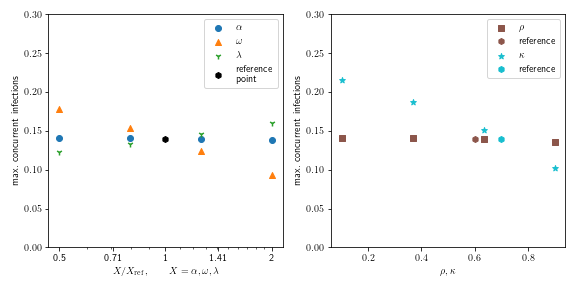 0.30
0.25
0.20
0.15
0.10
0.05
0.00
max. concurrent infections
0.5
0.71
1
1.41
2
X/X_ref, X = α, ω, λ
α
ω
λ
reference
point
0.30
0.25
0.20
0.15
0.10
0.05
0.00
max. concurrent infections
0.2
0.4
0.6
0.8
ρ, κ
ρ
reference
κ
reference